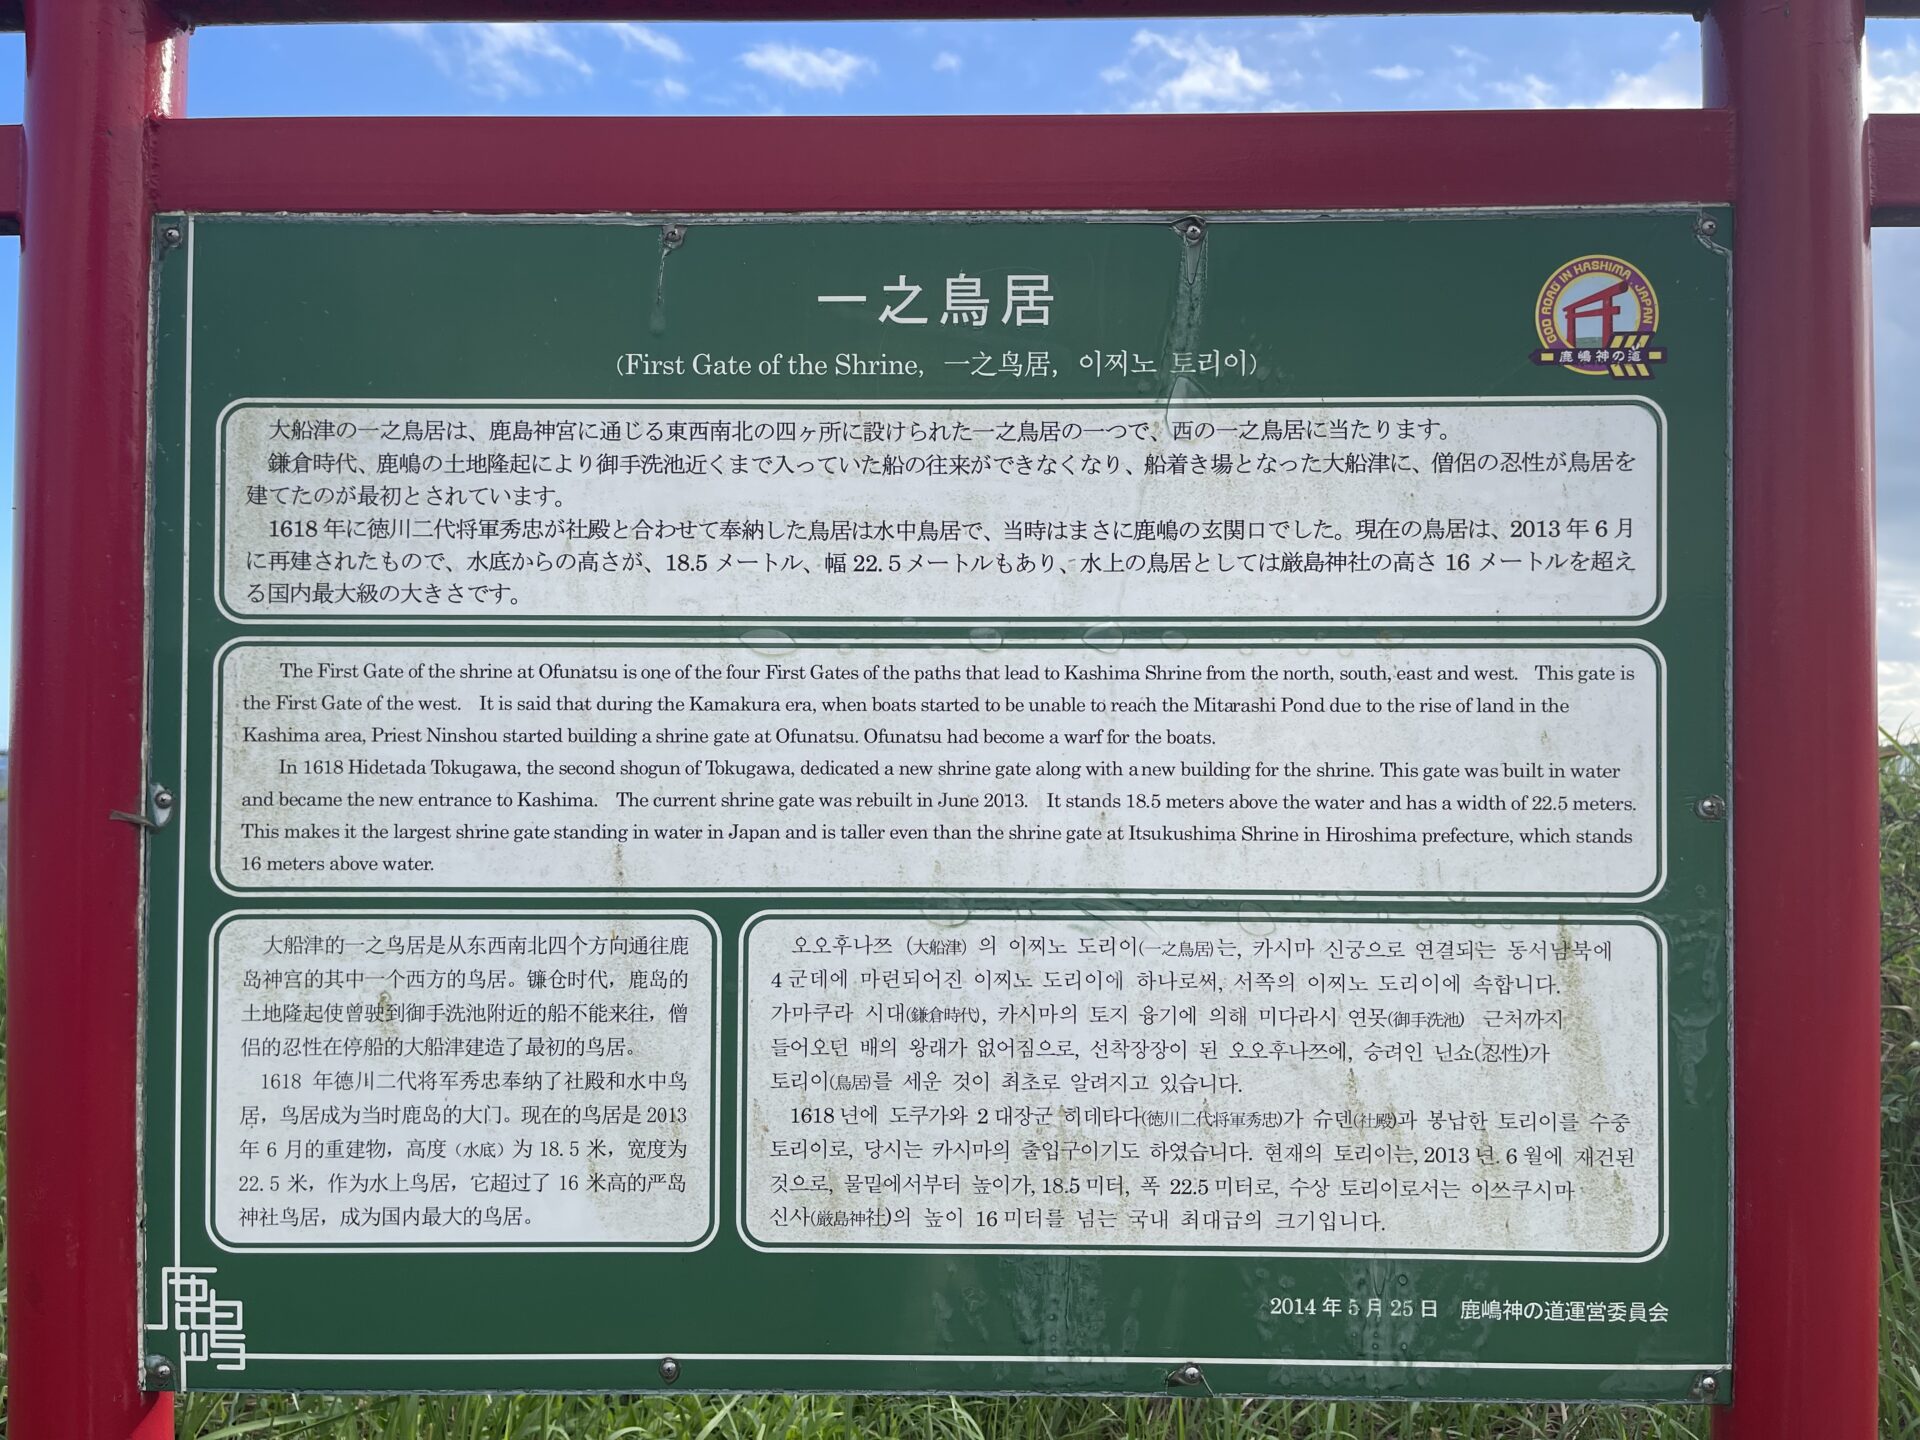 一之鳥居
GOD ROAD IN KASHIMA, JAPAN
鹿嶋神の道
(First Gate of the Shrine, 一之鸟居, 이찌노 토리이)
大船津の一之鳥居は、鹿島神宮に通じる東西南北の四ヶ所に設けられた一之鳥居の一つで、西の一之鳥居に当たります。
鎌倉時代、鹿嶋の土地隆起により御手洗池近くまで入っていた船の往来ができなくなり、船着き場となった大船津に、僧侶の忍性が鳥居を
建てたのが最初とされています。
1618 年に徳川二代将軍秀忠が社殿と合わせて奉納した鳥居は水中鳥居で、当時はまさに鹿嶋の玄関口でした。現在の鳥居は、2013 年 6 月
に再建されたもので、水底からの高さが、18.5 メートル、幅 22.5 メートルもあり、水上の鳥居としては厳島神社の高さ 16 メートルを超え
る国内最大級の大きさです。
The First Gate of the shrine at Ofunatsu is one of the four First Gates of the paths that lead to Kashima Shrine from the north, south, east and west. This gate is
the First Gate of the west. It is said that during the Kamakura era, when boats started to be unable to reach the Mitarashi Pond due to the rise of land in the
Kashima area, Priest Ninshou started building a shrine gate at Ofunatsu. Ofunatsu had become a warf for the boats.
In 1618 Hidetada Tokugawa, the second shogun of Tokugawa, dedicated a new shrine gate along with a new building for the shrine. This gate was built in water
and became the new entrance to Kashima. The current shrine gate was rebuilt in June 2013. It stands 18.5 meters above the water and has a width of 22.5 meters.
This makes it the largest shrine gate standing in water in Japan and is taller even than the shrine gate at Itsukushima Shrine in Hiroshima prefecture, which stands
16 meters above water.
大船津的一之鸟居是从东西南北四个方向通往鹿
岛神宫的其中一个西方的鸟居。镰仓时代，鹿岛的
土地隆起使曾驶到御手洗池附近的船不能来往，僧
侣的忍性在停船的大船津建造了最初的鸟居。
1618 年德川二代将军秀忠奉纳了社殿和水中鸟
居，鸟居成为当时鹿岛的大门。现在的鸟居是 2013
年 6 月的重建物，高度（水底）为 18.5 米，宽度为
22.5 米，作为水上鸟居，它超过了 16 米高的严岛
神社鸟居，成为国内最大的鸟居。
오오후나쯔 (大船津) 의 이찌노 도리이(一之鳥居)는, 카시마 신궁으로 연결되는 동서남북에
4 군데에 마련되어진 이찌노 도리이에 하나로써, 서쪽의 이찌노 도리이에 속합니다.
가마쿠라 시대(鎌倉時代), 카시마의 토지 융기에 의해 미다라시 연못(御手洗池) 근처까지
들어오던 배의 왕래가 없어짐으로, 선착장장이 된 오오후나쯔에, 승려인 닌쇼(忍性)가
토리이(鳥居)를 세운 것이 최초로 알려지고 있습니다.
1618 년에 도쿠가와 2 대장군 히데타다(徳川二代将軍秀忠)가 슈덴(社殿)과 봉납한 토리이를 수중
토리이로, 당시는 카시마의 출입구이기도 하였습니다. 현재의 토리이는, 2013 년. 6 월에 재건된
것으로, 물밑에서부터 높이가, 18.5 미터, 폭 22.5 미터로, 수상 토리이로서는 이쓰쿠시마
신사(厳島神社)의 높이 16 미터를 넘는 국내 최대급의 크기입니다.
2014 年 5 月 25 日 鹿嶋神の道運営委員会
鹿嶋